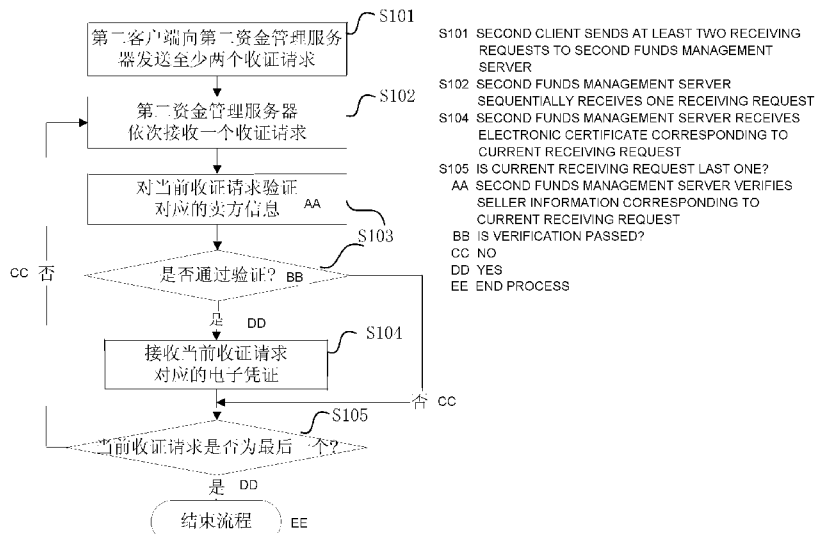 S101
第二客户端向第二资金管理服务
器发送至少两个收证请求
S102
第二资金管理服务器
依次接收一个收证请求
对当前收证请求验证
对应的卖方信息 AA
S103
CC 否
是否通过验证? BB
是 DD
S104
接收当前收证请求
对应的电子凭证
否 CC
S105
当前收证请求是否为最后一个?
是 DD
结束流程 EE
S101 SECOND CLIENT SENDS AT LEAST TWO RECEIVING
REQUESTS TO SECOND FUNDS MANAGEMENT
SERVER
S102 SECOND FUNDS MANAGEMENT SERVER
SEQUENTIALLY RECEIVES ONE RECEIVING REQUEST
S104 SECOND FUNDS MANAGEMENT SERVER RECEIVES
ELECTRONIC CERTIFICATE CORRESPONDING TO
CURRENT RECEIVING REQUEST
S105 IS CURRENT RECEIVING REQUEST LAST ONE?
AA SECOND FUNDS MANAGEMENT SERVER VERIFIES
SELLER INFORMATION CORRESPONDING TO
CURRENT RECEIVING REQUEST
BB IS VERIFICATION PASSED?
CC NO
DD YES
EE END PROCESS